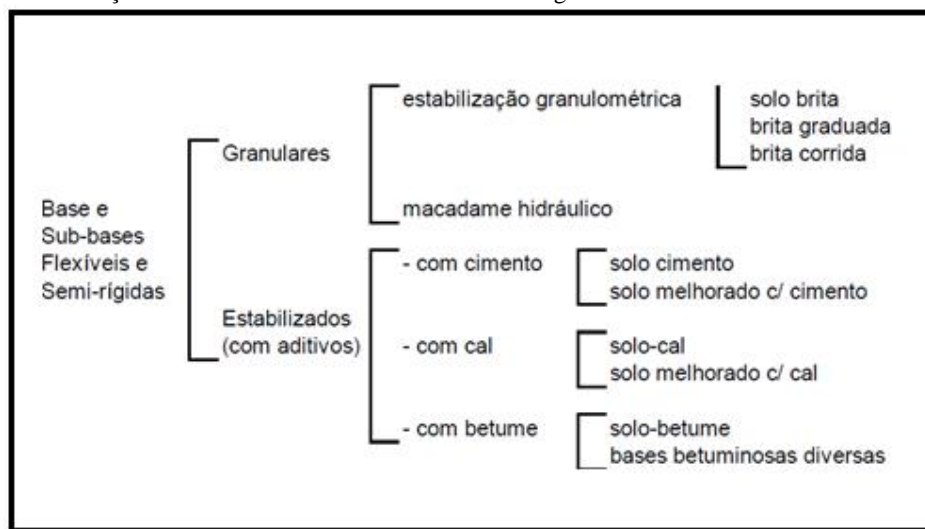 estabilização granulométrica
solo brita
brita graduada
brita corrida
Granulares
macadame hidráulico
Base e
Sub-bases
Flexíveis e
Semi-rígidas
Estabilizados
(com aditivos)
- com cimento
solo cimento
solo melhorado c/ cimento
- com cal
solo-cal
solo melhorado c/ cal
- com betume
solo-betume
bases betuminosas diversas